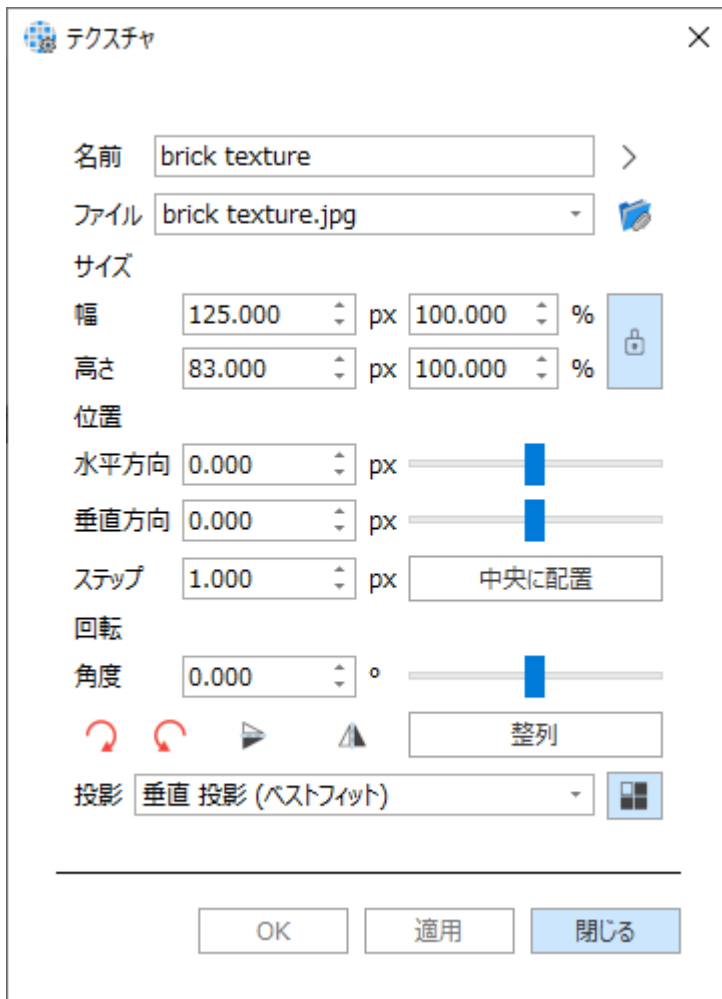 テクスチャ
名前 brick texture
ファイル brick texture.jpg
サイズ
幅 125.000 px 100.000 %
高さ 83.000 px 100.000 %
位置
水平方向 0.000 px
垂直方向 0.000 px
ステップ 1.000 px 中央に配置
回転
角度 0.000 °
整列
投影 垂直 投影 (ベストフィット)
OK 適用 閉じる